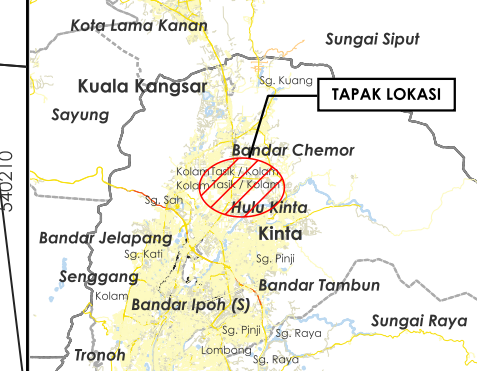 Kota Lama Kanan
Sungai Siput
Sg. Kuang
Kuala Kangsar
TAPAK LOKASI
Sayung
Bandar Chemor
Kolam Tasik / Kolam
Kolam Tasik / Kolam
540210
Sg. Sah
Hulu Kinta
Kinta
Bandar Jelapang
Sg. Kati
Sg. Pinji
Senggang
Bandar Tambun
Kolam
Bandar Ipoh (S)
Sungai Raya
Sg. Pinji
Sg. Raya
Lombong
Tronoh
Sg. Raya